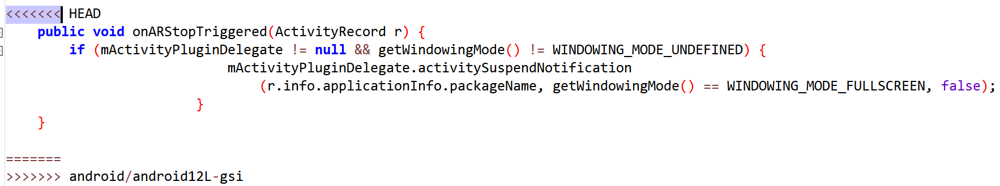 <<<<<<< HEAD
    public void onARStopTriggered(ActivityRecord r) {
        if (mActivityPluginDelegate != null && getWindowingMode() != WINDOWING_MODE_UNDEFINED) {
                            mActivityPluginDelegate.activitySuspendNotification
                                (r.info.applicationInfo.packageName, getWindowingMode() == WINDOWING_MODE_FULLSCREEN, false);
                        }
    }

=======
>>>>>>> android/android12L-gsi